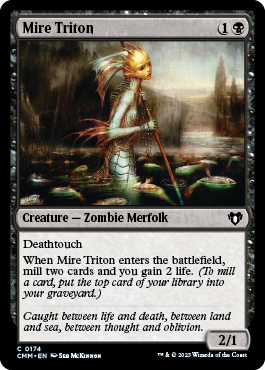 Mire Triton 1
Creature — Zombie Merfolk
Deathtouch
When Mire Triton enters the battlefield,
mill two cards and you gain 2 life. (To mill
a card, put the top card of your library into
your graveyard.)
Caught between life and death, between land
and sea, between thought and oblivion.
2/1
C 0174
CMM • EN Seb McKinnon
™ & © 2023 Wizards of the Coast